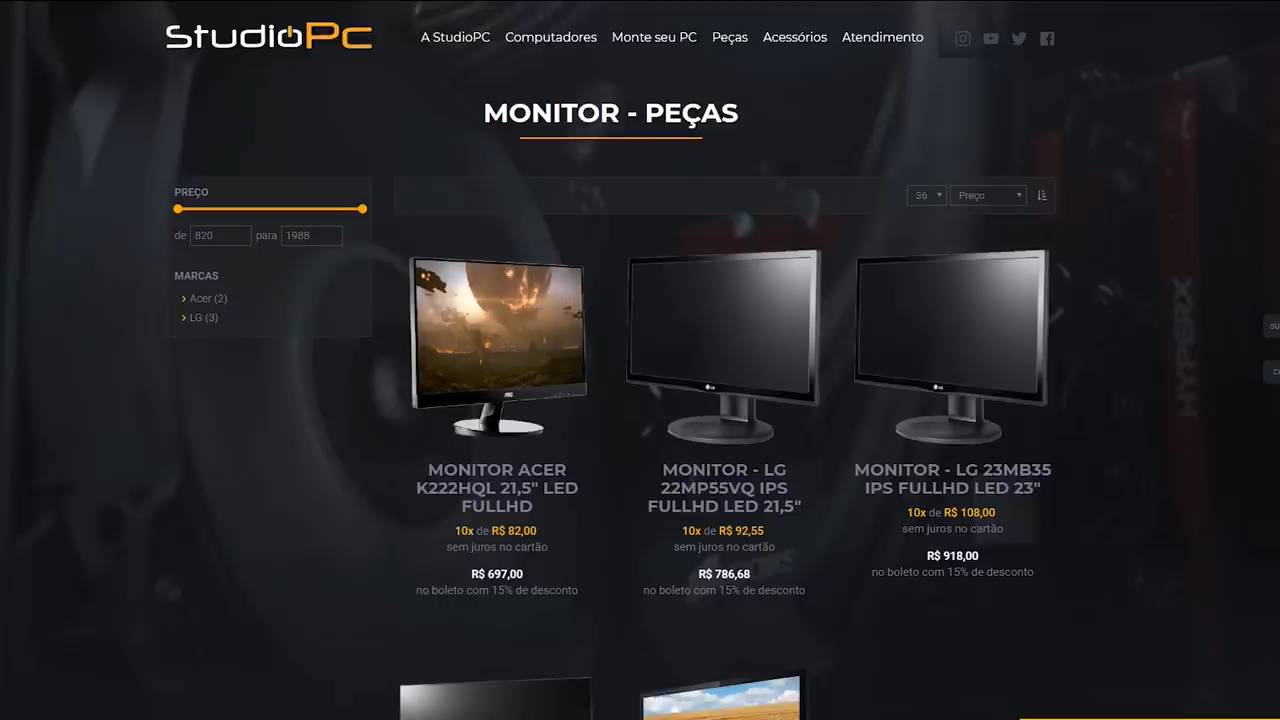 StudioPc
A StudioPC Computadores Monte seu PC Peças Acessórios Atendimento
MONITOR - PEÇAS
PREÇO
de 820 para 1988
MARCAS
Acer (2)
LG (3)
36 Preço
HYPERX
MONITOR ACER
K222HQL 21,5" LED
FULLHD
10x de R$ 82,00
sem juros no cartão
R$ 697,00
no boleto com 15% de desconto
MONITOR - LG
22MP55VQ IPS
FULLHD LED 21,5"
10x de R$ 92,55
sem juros no cartão
R$ 786,68
no boleto com 15% de desconto
MONITOR - LG 23MB35
IPS FULLHD LED 23"
10x de R$ 108,00
sem juros no cartão
R$ 918,00
no boleto com 15% de desconto